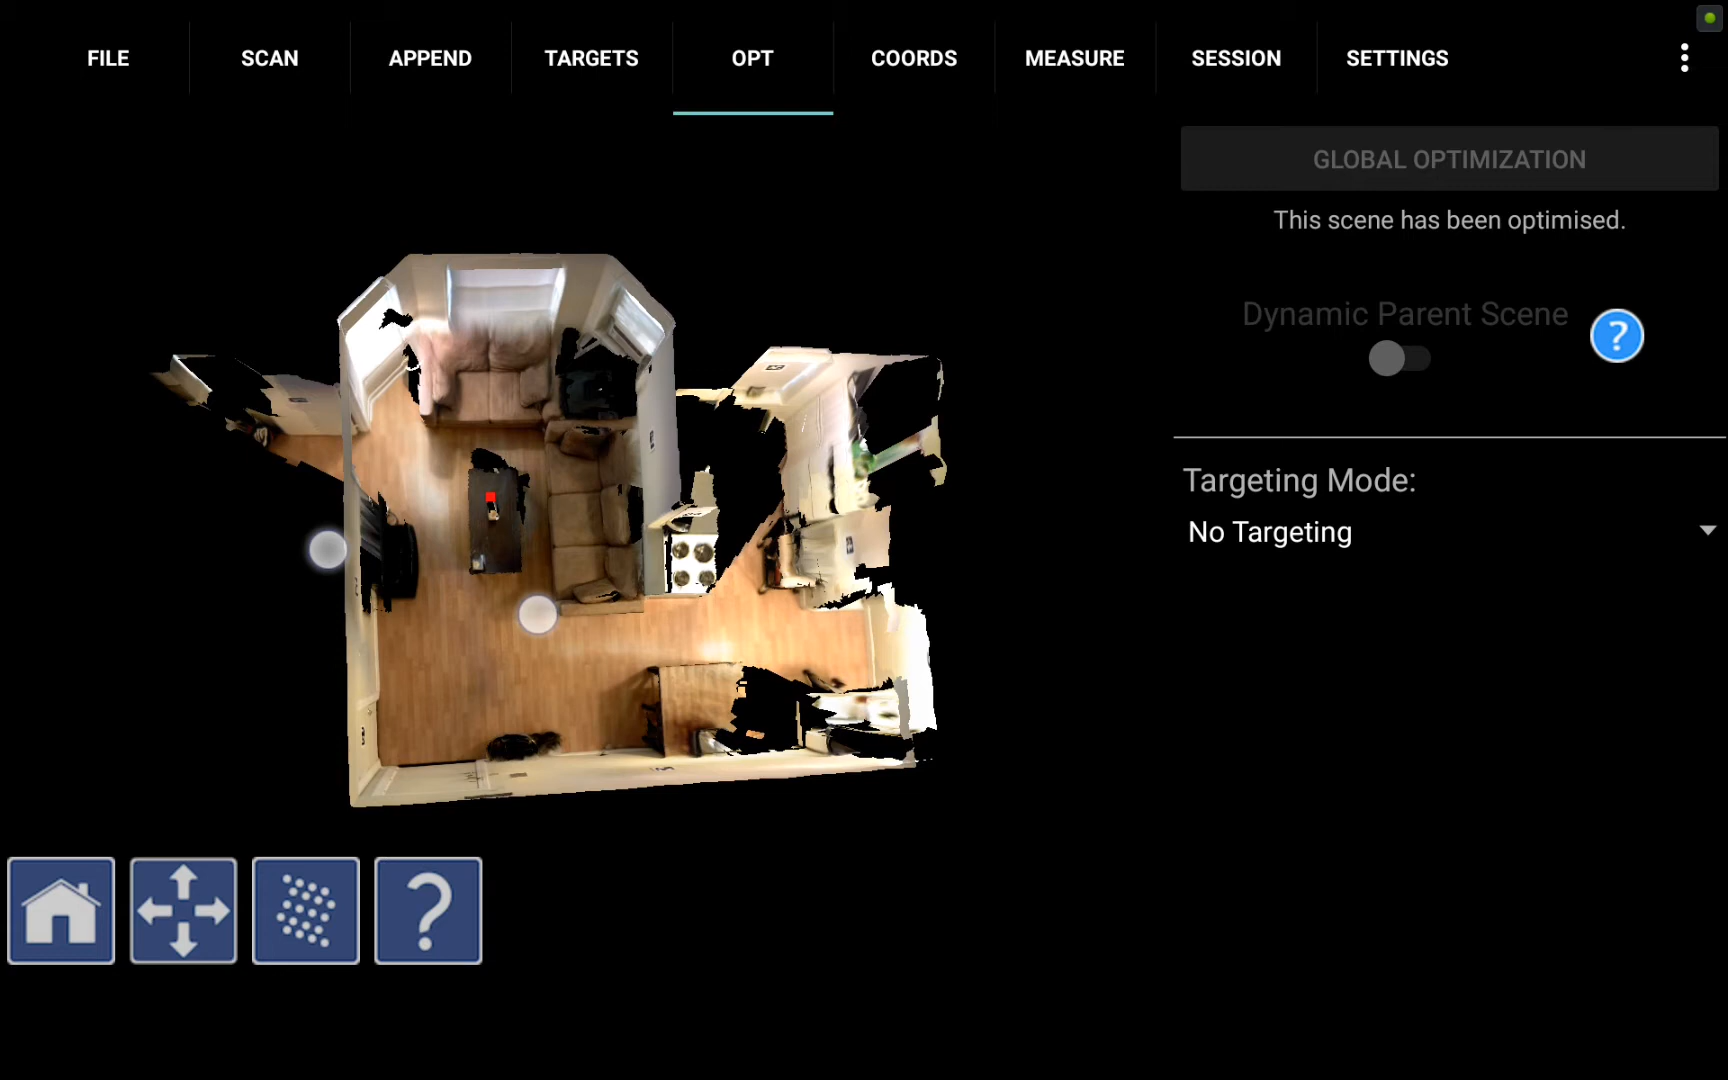 FILE
SCAN
APPEND
TARGETS
OPT
COORDS
MEASURE
SESSION
SETTINGS
GLOBAL OPTIMIZATION
This scene has been optimised.
Dynamic Parent Scene
?
Targeting Mode:
No Targeting
?